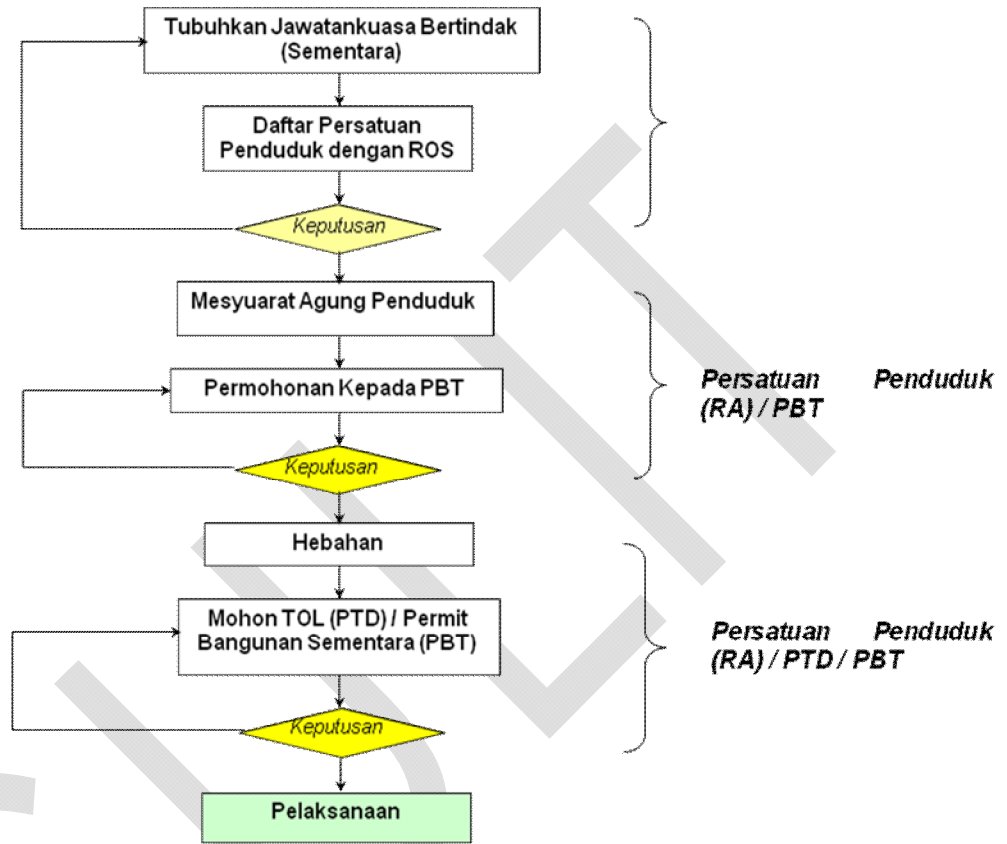 Tubuhkan Jawatankuasa Bertindak
(Sementara)
Daftar Persatuan
Penduduk dengan ROS
Keputusan
Mesyuarat Agung Penduduk
Permohonan Kepada PBT
Keputusan
Persatuan Penduduk
(RA) / PBT
Hebahan
Mohon TOL (PTD) / Permit
Bangunan Sementara (PBT)
Keputusan
Persatuan Penduduk
(RA) / PTD / PBT
Pelaksanaan